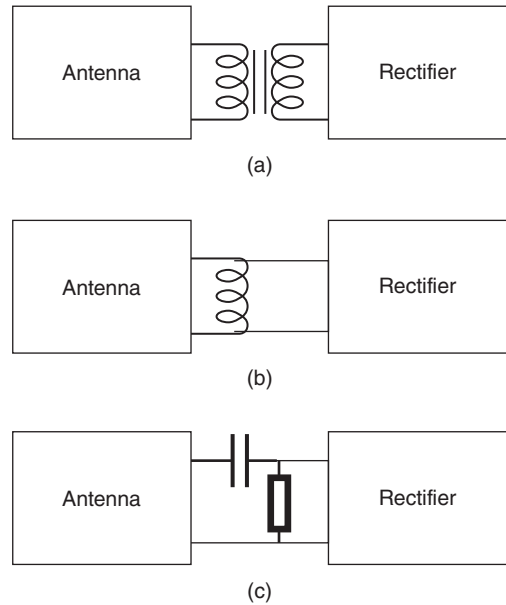 Antenna
Rectifier
(a)
Antenna
Rectifier
(b)
Antenna
Rectifier
(c)